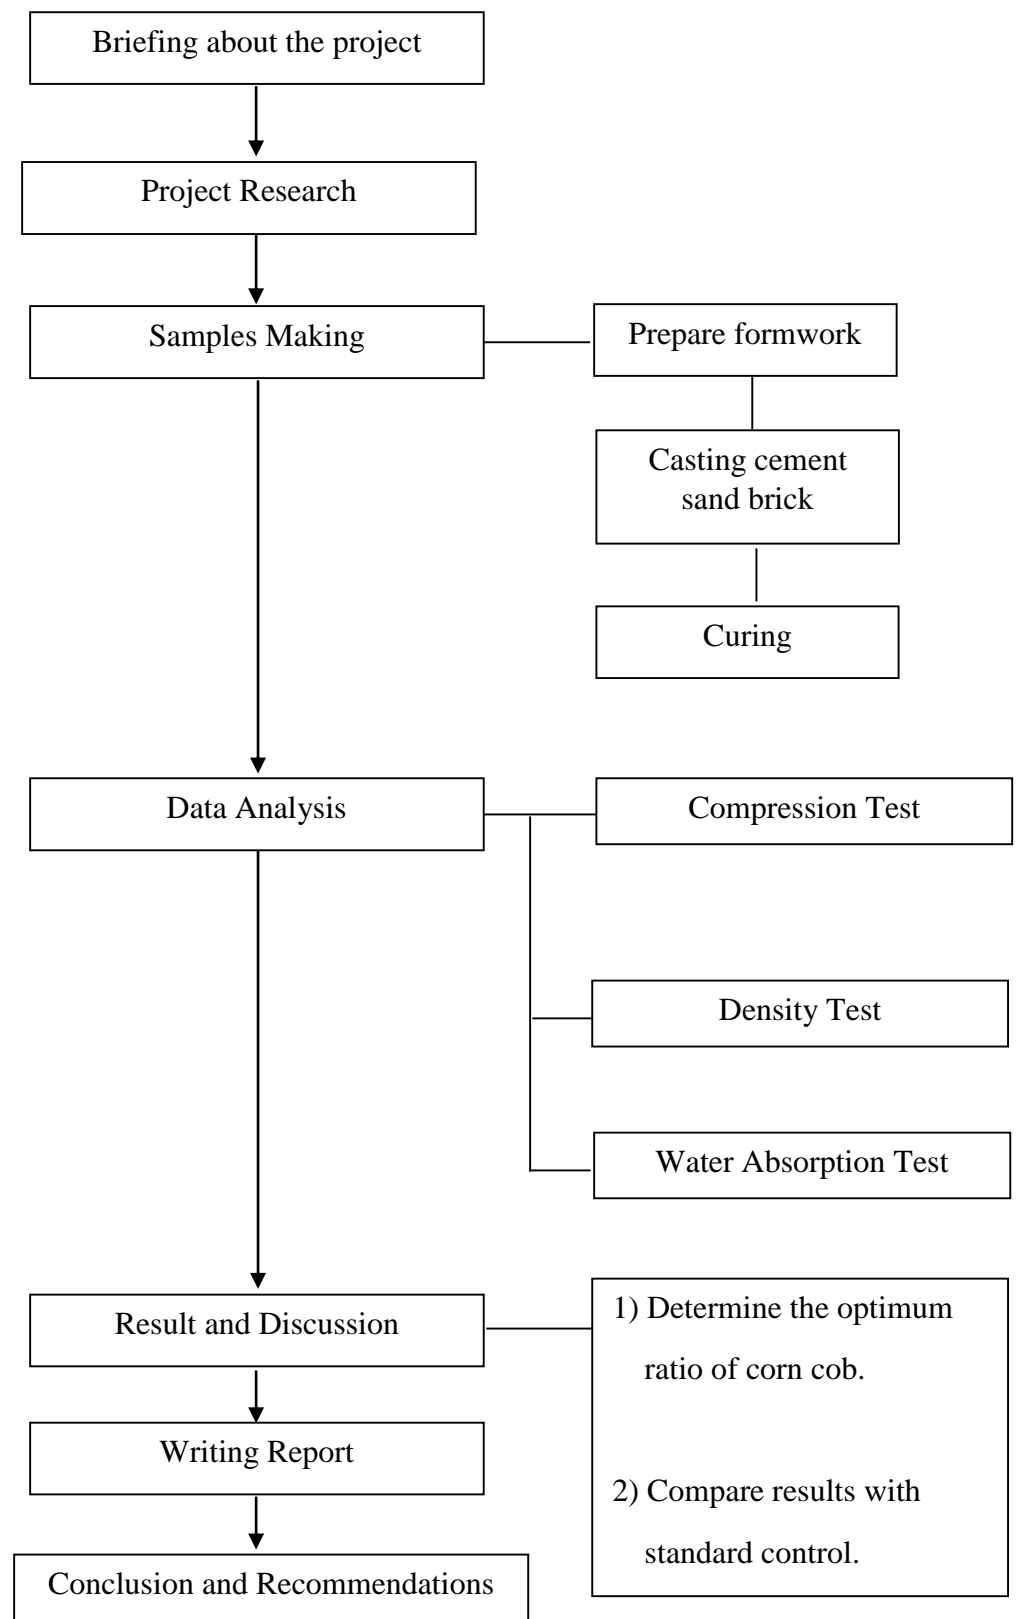 Briefing about the project
Project Research
Samples Making
Prepare formwork
Casting cement
sand brick
Curing
Data Analysis
Compression Test
Density Test
Water Absorption Test
Result and Discussion
1) Determine the optimum
ratio of corn cob.
2) Compare results with
standard control.
Writing Report
Conclusion and Recommendations